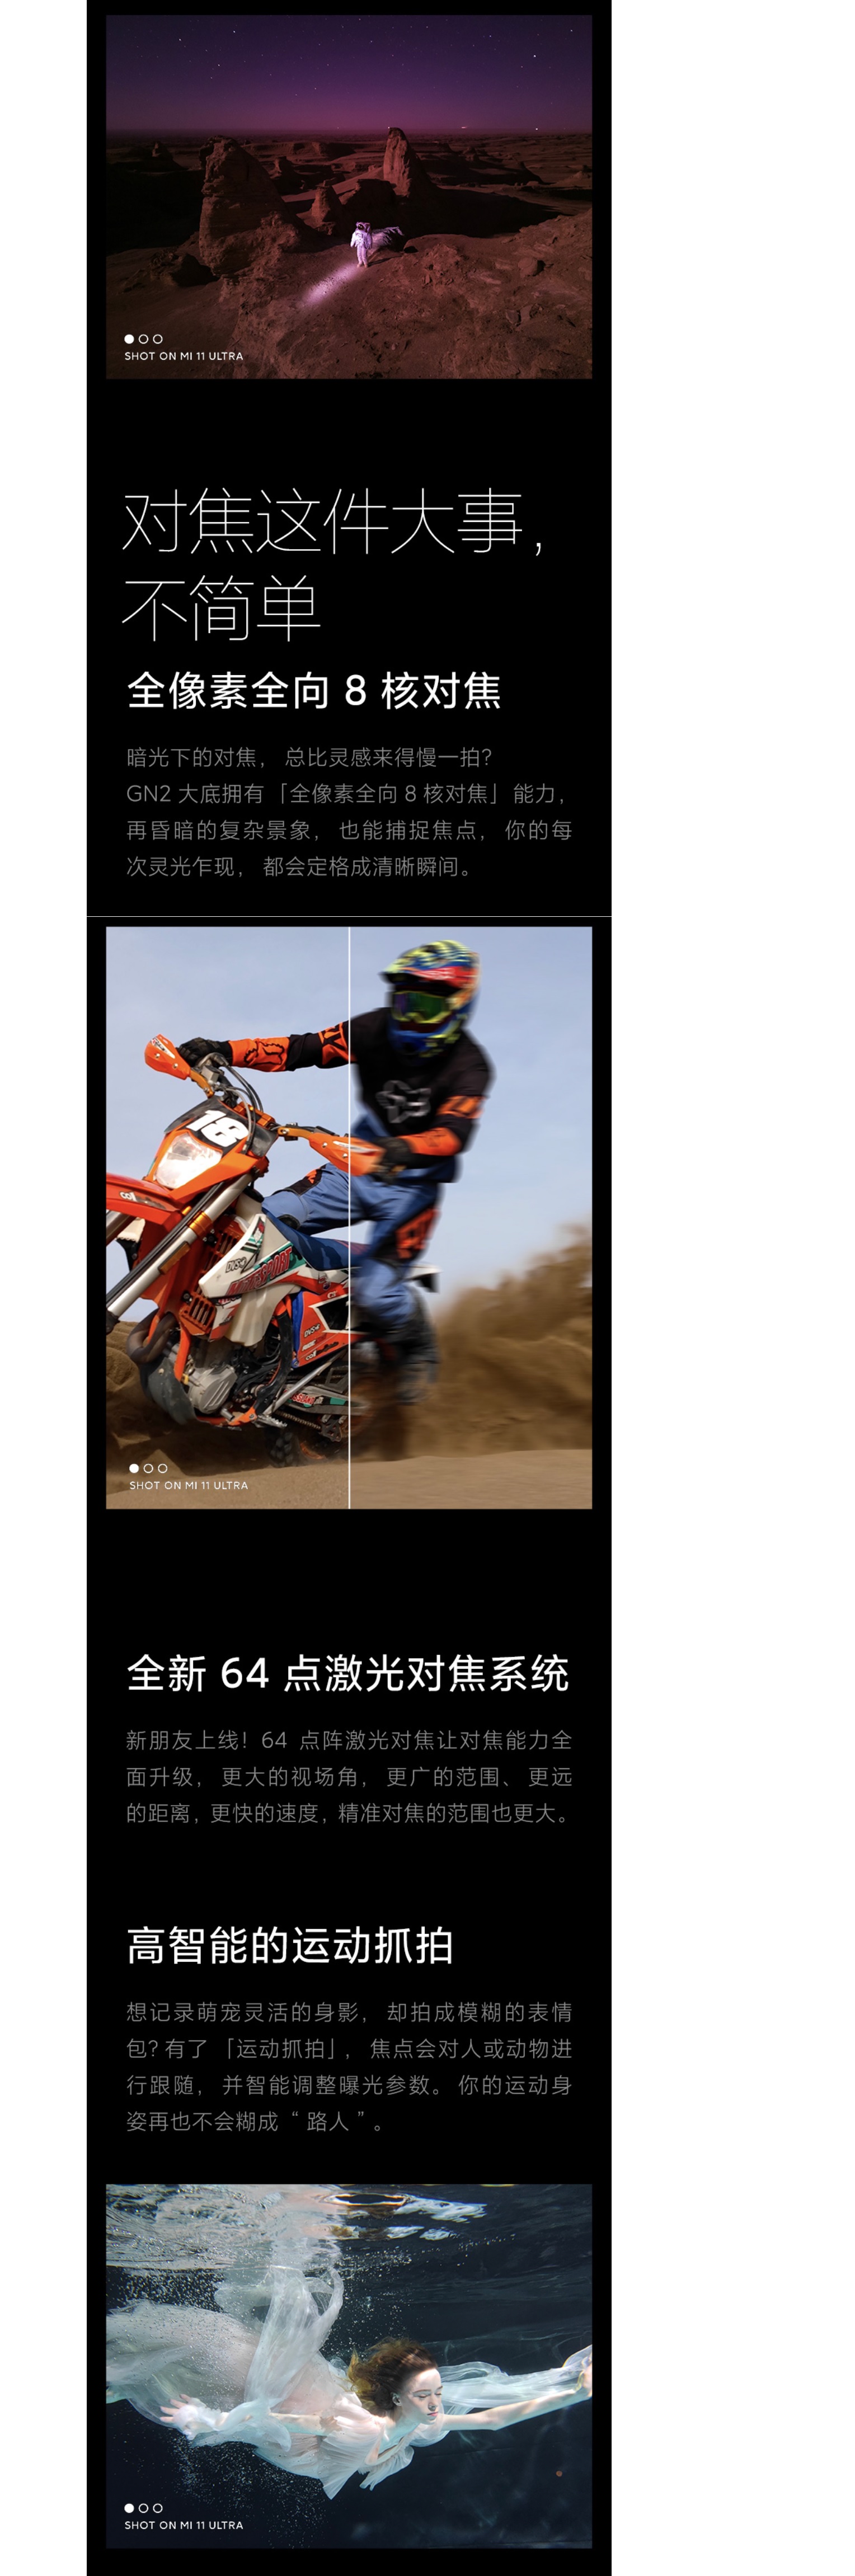 SHOT ON MI 11 ULTRA
对焦这件大事，
不简单
全像素全向 8 核对焦
暗光下的对焦，总比灵感来得慢一拍？
GN2 大底拥有「全像素全向 8 核对焦」能力，
再昏暗的复杂景象，也能捕捉焦点，你的每
次灵光乍现，都会定格成清晰瞬间。
18
MOTORSPORT
SHOT ON MI 11 ULTRA
全新 64 点激光对焦系统
新朋友上线！64 点阵激光对焦让对焦能力全
面升级，更大的视场角，更广的范围、更远
的距离，更快的速度，精准对焦的范围也更大。
高智能的运动抓拍
想记录萌宠灵活的身影，却拍成模糊的表情
包？有了「运动抓拍」，焦点会对人或动物进
行跟随，并智能调整曝光参数。你的运动身
姿再也不会糊成“路人”。
SHOT ON MI 11 ULTRA